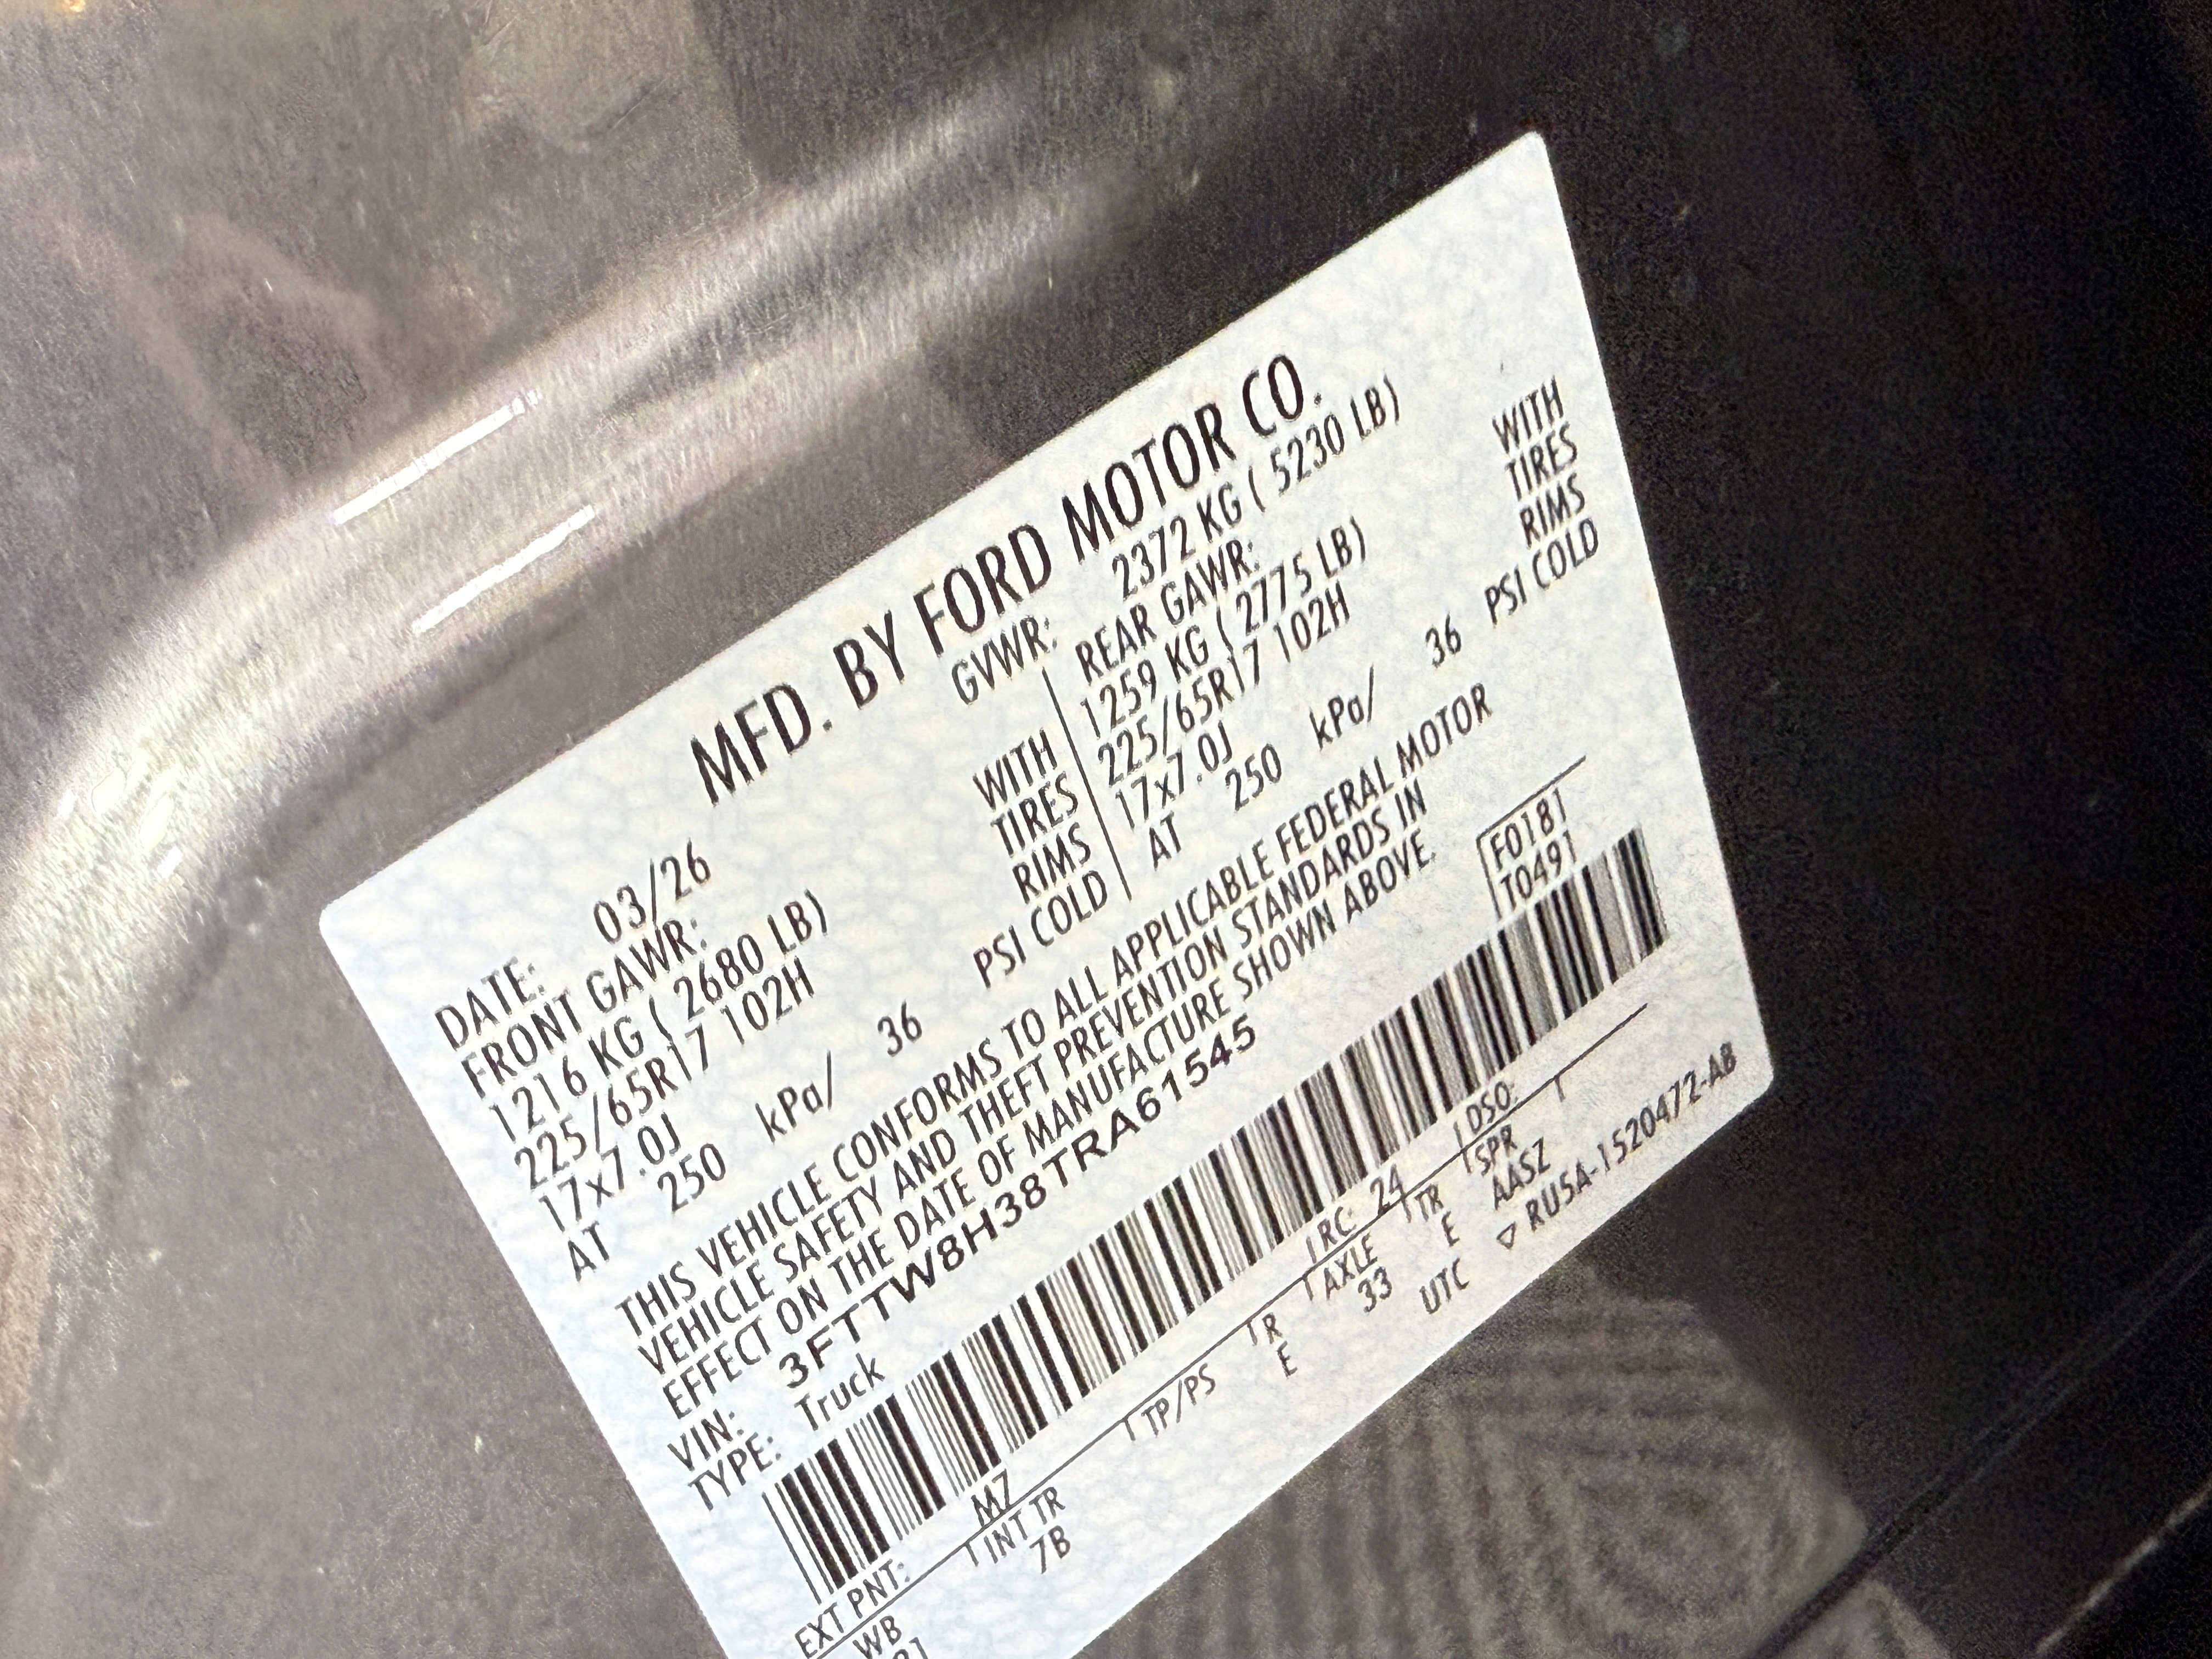 MFD. BY FORD MOTOR CO.
DATE: 03/26 GVWR: 2372 KG ( 5230 LB)
FRONT GAWR: REAR GAWR:
1216 KG ( 2680 LB) WITH 1259 KG ( 2775 LB) WITH
225/65R17 102H TIRES 225/65R17 102H TIRES
17x7.0J RIMS 17x7.0J RIMS
AT 250 kPa/ 36 PSI COLD AT 250 kPa/ 36 PSI COLD
THIS VEHICLE CONFORMS TO ALL APPLICABLE FEDERAL MOTOR
VEHICLE SAFETY AND THEFT PREVENTION STANDARDS IN
EFFECT ON THE DATE OF MANUFACTURE SHOWN ABOVE.
VIN: 3FTTW8H38TRA61545 F0181
TYPE: Truck T0491
EXT PNT: MZ RC: 24 DSO:
WB INT TR TP/PS R AXLE TR SPR
7B E 33 E AASZ
UTC ▽ RU5A-1520472-AB